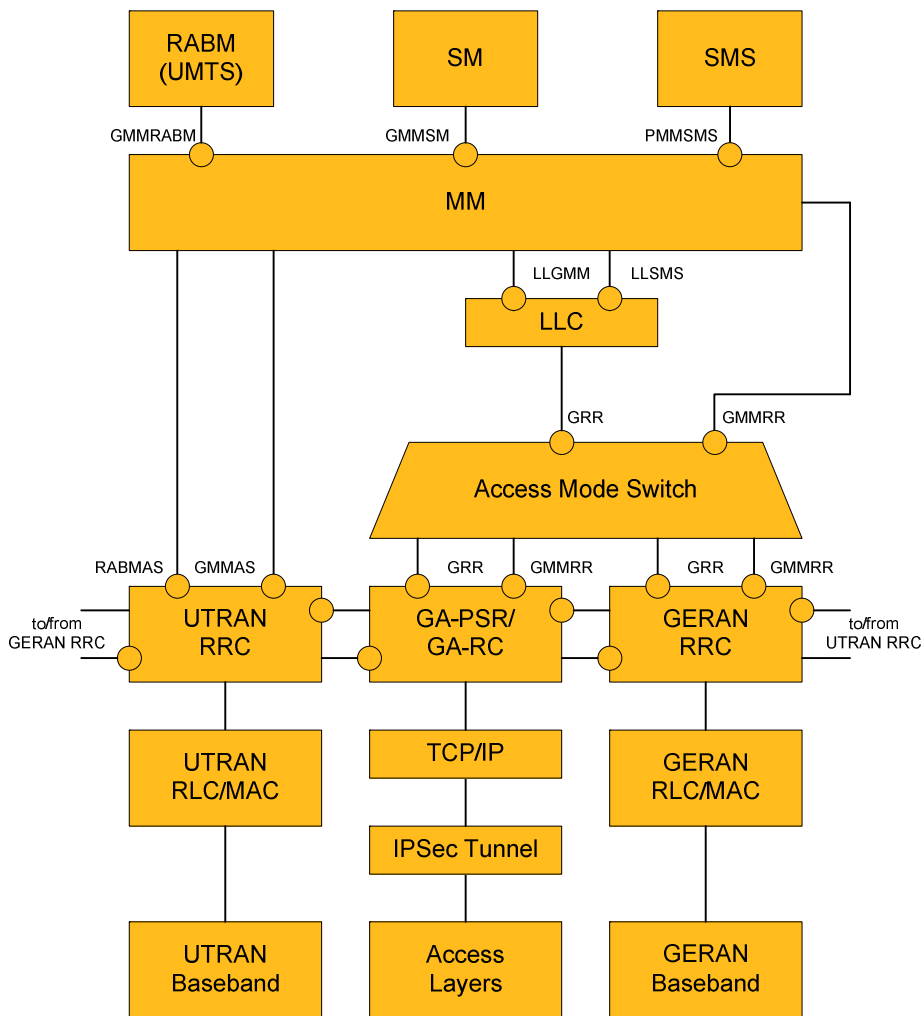 RABM
(UMTS)
SM
SMS
GMMRABM
GMMSM
PMMSMS
MM
LLGMM
LLSMS
LLC
GRR
GMMRR
Access Mode Switch
RABMAS
GMMAS
GRR
GMMRR
GRR
GMMRR
to/from
GERAN RRC
UTRAN
RRC
GA-PSR/
GA-RC
GERAN
RRC
to/from
UTRAN RRC
UTRAN
RLC/MAC
TCP/IP
GERAN
RLC/MAC
IPSec Tunnel
UTRAN
Baseband
Access
Layers
GERAN
Baseband